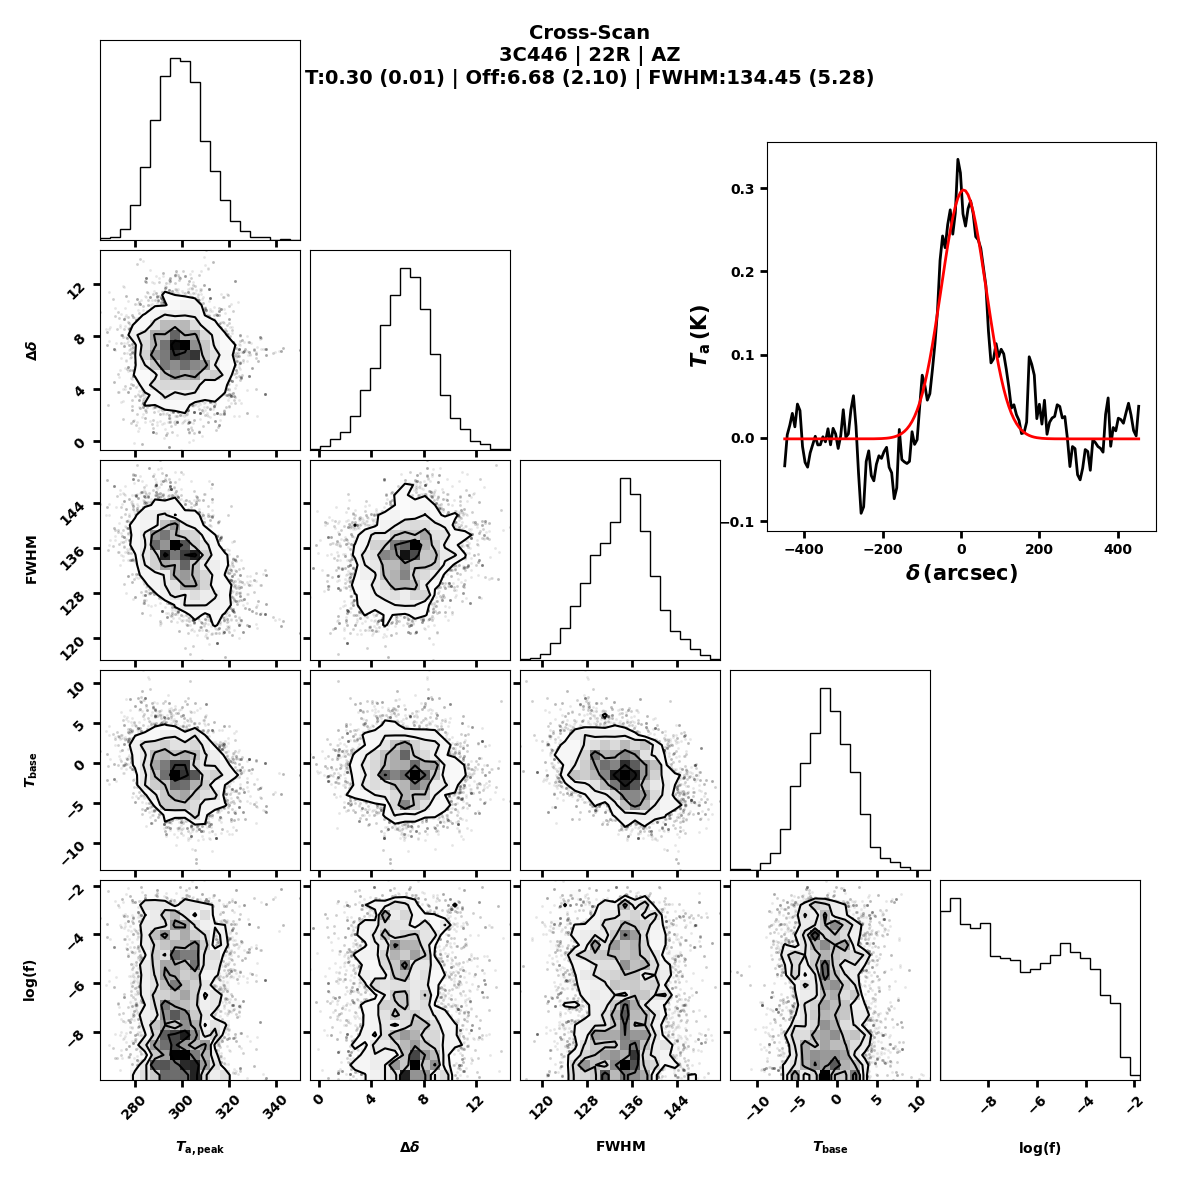 Cross-Scan
3C446 | 22R | AZ
T:0.30 (0.01) | Off:6.68 (2.10) | FWHM:134.45 (5.28)
0.3
0.2
0.1
0.0
−0.1
Ta (K)
−400 −200 0 200 400
δ (arcsec)
12
8
4
0
Δδ
144
136
128
120
FWHM
10
5
0
−5
−10
Tbase
−2
−4
−6
−8
log(f)
280 300 320 340
0 4 8 12
120 128 136 144
−10 −5 0 5 10
−8 −6 −4 −2
Ta,peak
Δδ
FWHM
Tbase
log(f)